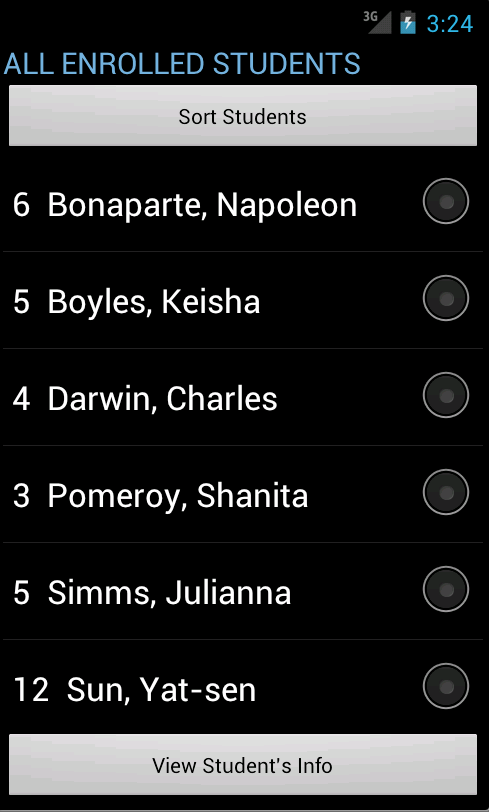 3G 3:24
ALL ENROLLED STUDENTS
Sort Students
6 Bonaparte, Napoleon
5 Boyles, Keisha
4 Darwin, Charles
3 Pomeroy, Shanita
5 Simms, Julianna
12 Sun, Yat-sen
View Student's Info